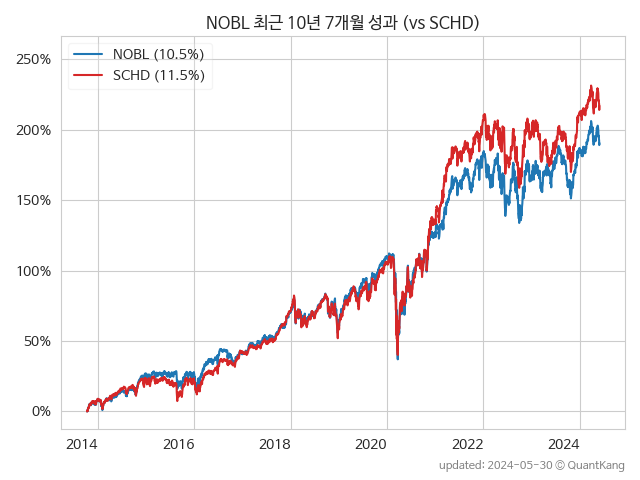 NOBL 최근 10년 7개월 성과 (vs SCHD)
NOBL (10.5%)
SCHD (11.5%)
250%
200%
150%
100%
50%
0%
2014 2016 2018 2020 2022 2024
updated: 2024-05-30 © QuantKang